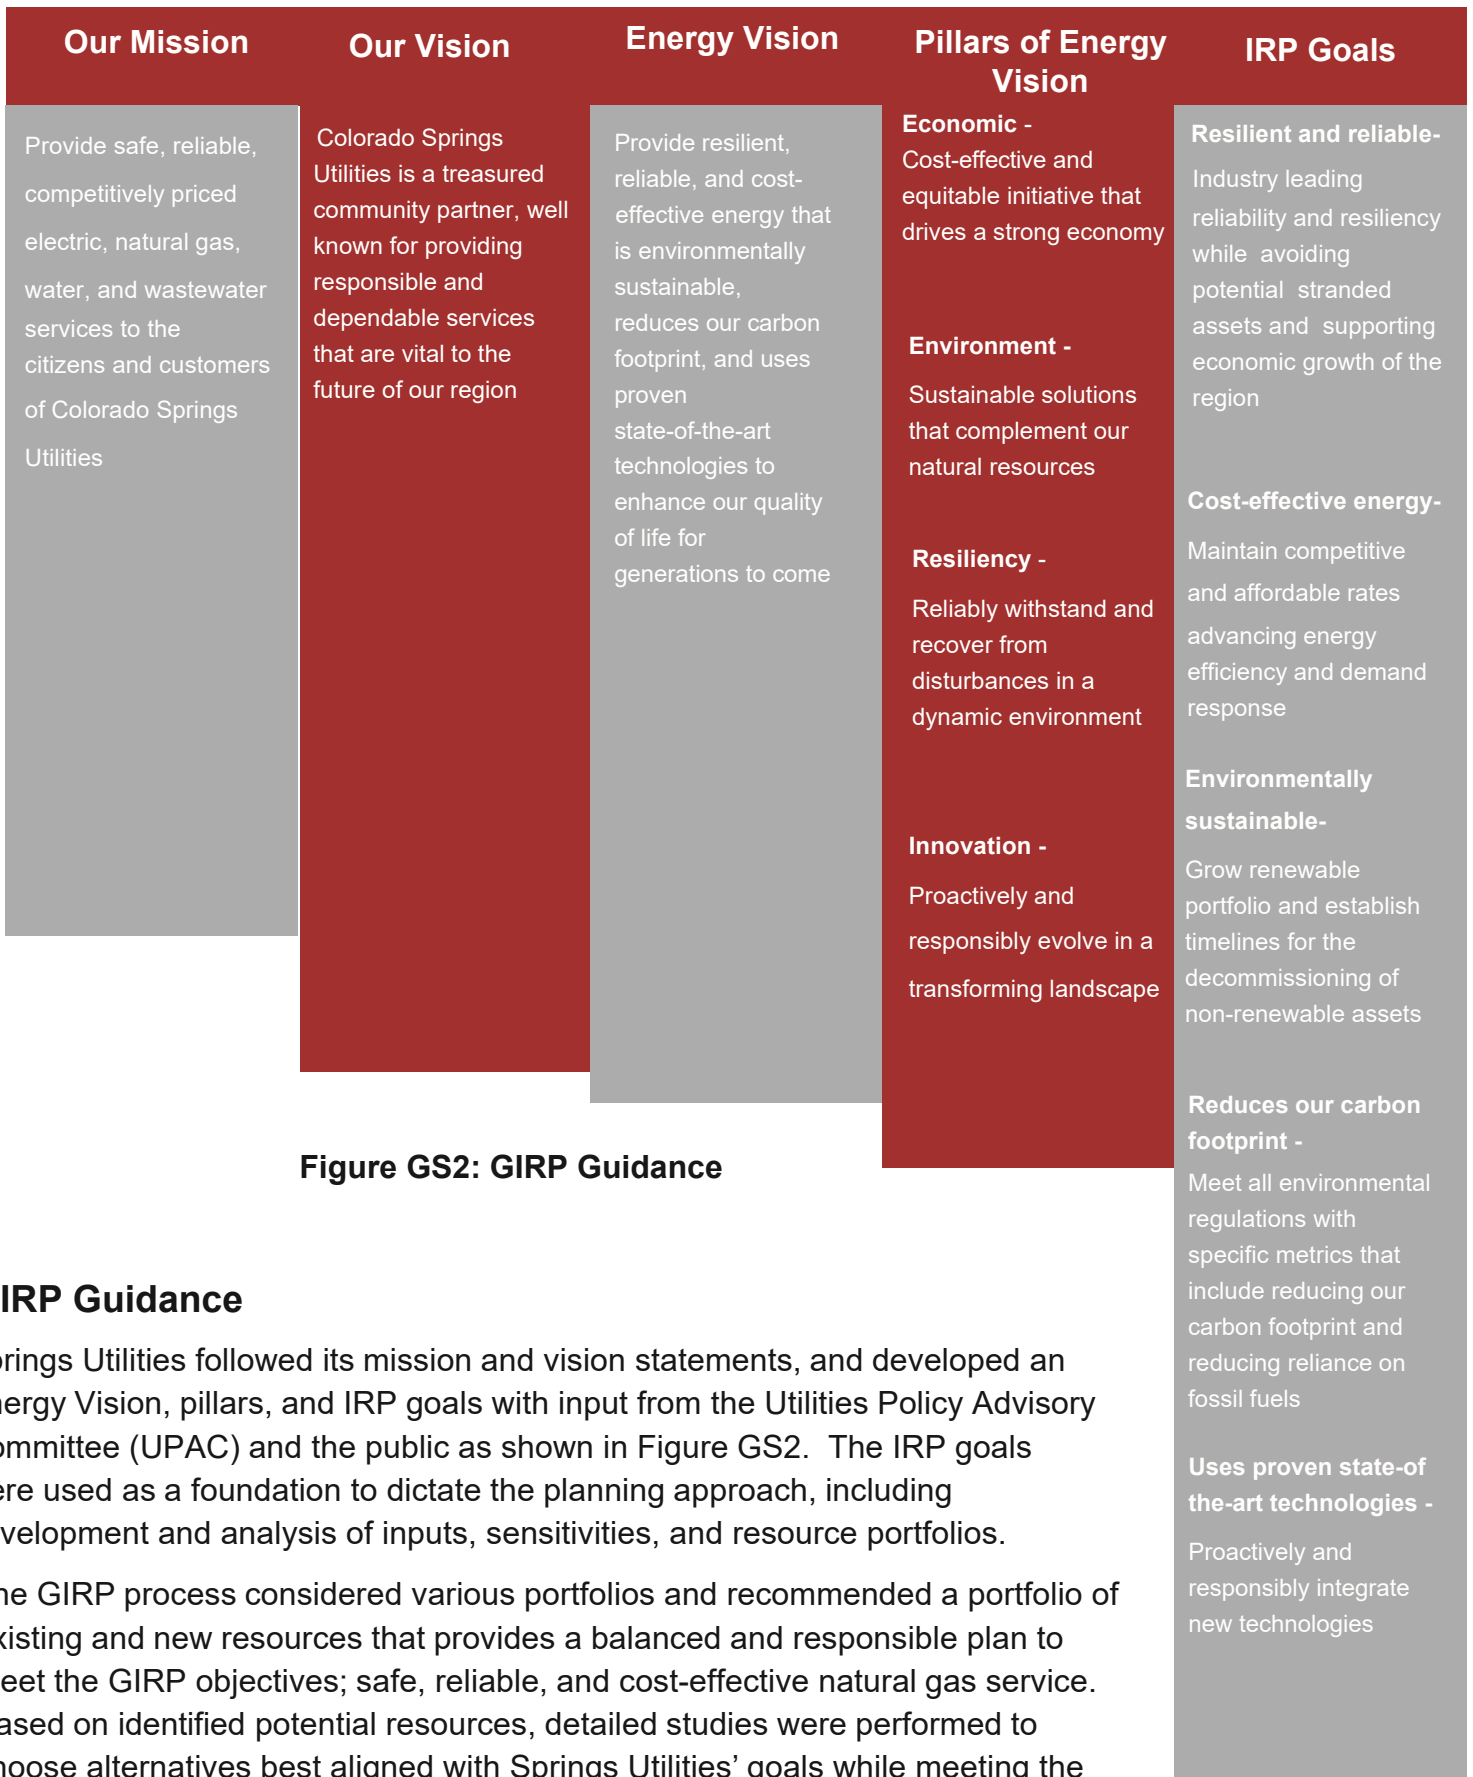 Our Mission
Provide safe, reliable,
competitively priced
electric, natural gas,
water, and wastewater
services to the
citizens and customers
of Colorado Springs
Utilities
Our Vision
Colorado Springs
Utilities is a treasured
community partner, well
known for providing
responsible and
dependable services
that are vital to the
future of our region
Energy Vision
Provide resilient,
reliable, and cost-
effective energy that
is environmentally
sustainable,
reduces our carbon
footprint, and uses
proven
state-of-the-art
technologies to
enhance our quality
of life for
generations to come
Pillars of Energy
Vision
Economic -
Cost-effective and
equitable initiative that
drives a strong economy
Environment -
Sustainable solutions
that complement our
natural resources
Resiliency -
Reliably withstand and
recover from
disturbances in a
dynamic environment
Innovation -
Proactively and
responsibly evolve in a
transforming landscape
IRP Goals
Resilient and reliable-
Industry leading
reliability and resiliency
while avoiding
potential stranded
assets and supporting
economic growth of the
region
Cost-effective energy-
Maintain competitive
and affordable rates
advancing energy
efficiency and demand
response
Environmentally
sustainable-
Grow renewable
portfolio and establish
timelines for the
decommissioning of
non-renewable assets
Reduces our carbon
footprint -
Meet all environmental
regulations with
specific metrics that
include reducing our
carbon footprint and
reducing reliance on
fossil fuels
Uses proven state-of
the-art technologies -
Proactively and
responsibly integrate
new technologies
Figure GS2: GIRP Guidance
IRP Guidance
rings Utilities followed its mission and vision statements, and developed an
ergy Vision, pillars, and IRP goals with input from the Utilities Policy Advisory
ommittee (UPAC) and the public as shown in Figure GS2. The IRP goals
ere used as a foundation to dictate the planning approach, including
velopment and analysis of inputs, sensitivities, and resource portfolios.
he GIRP process considered various portfolios and recommended a portfolio of
xisting and new resources that provides a balanced and responsible plan to
eet the GIRP objectives; safe, reliable, and cost-effective natural gas service.
ased on identified potential resources, detailed studies were performed to
hoose alternatives best aligned with Springs Utilities' goals while meeting the